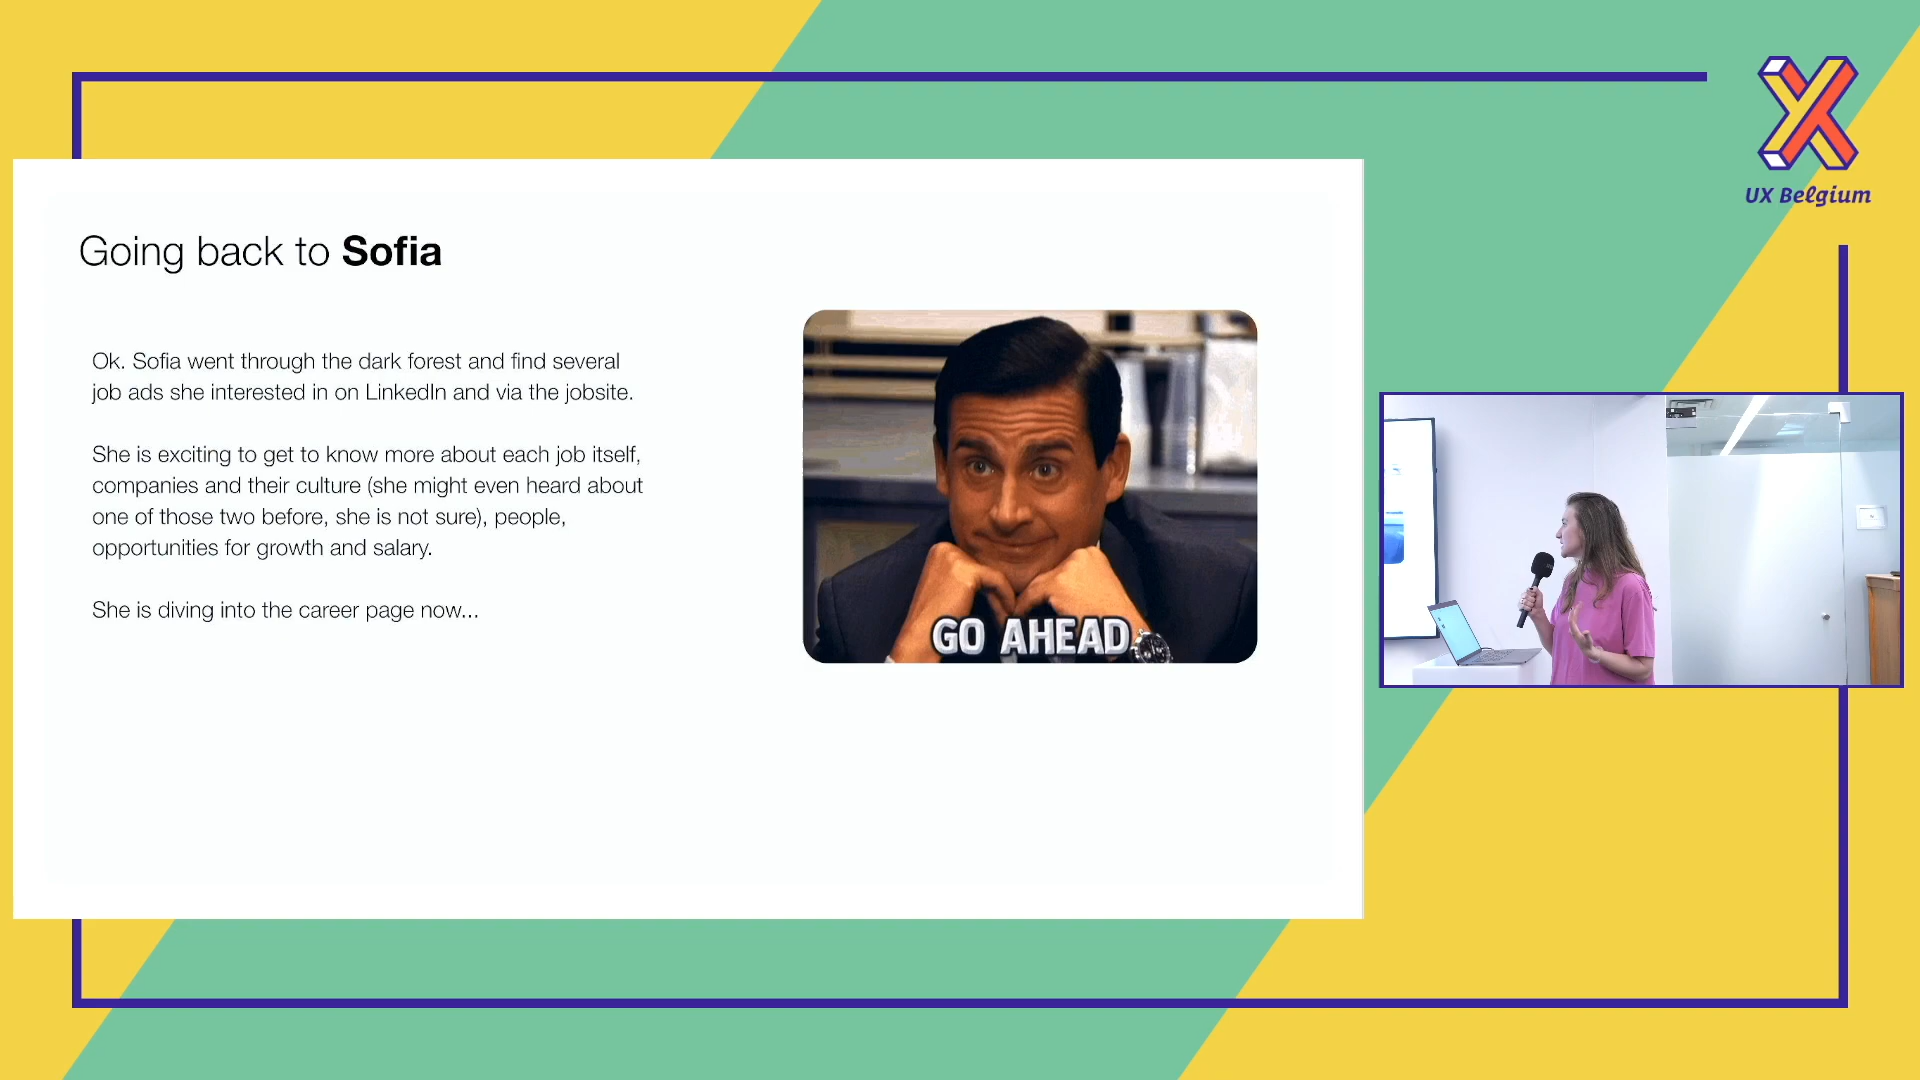 UX Belgium
Going back to Sofia
Ok. Sofia went through the dark forest and find several
job ads she interested in on LinkedIn and via the jobsite.
She is exciting to get to know more about each job itself,
companies and their culture (she might even heard about
one of those two before, she is not sure), people,
opportunities for growth and salary.
She is diving into the career page now...
GO AHEAD